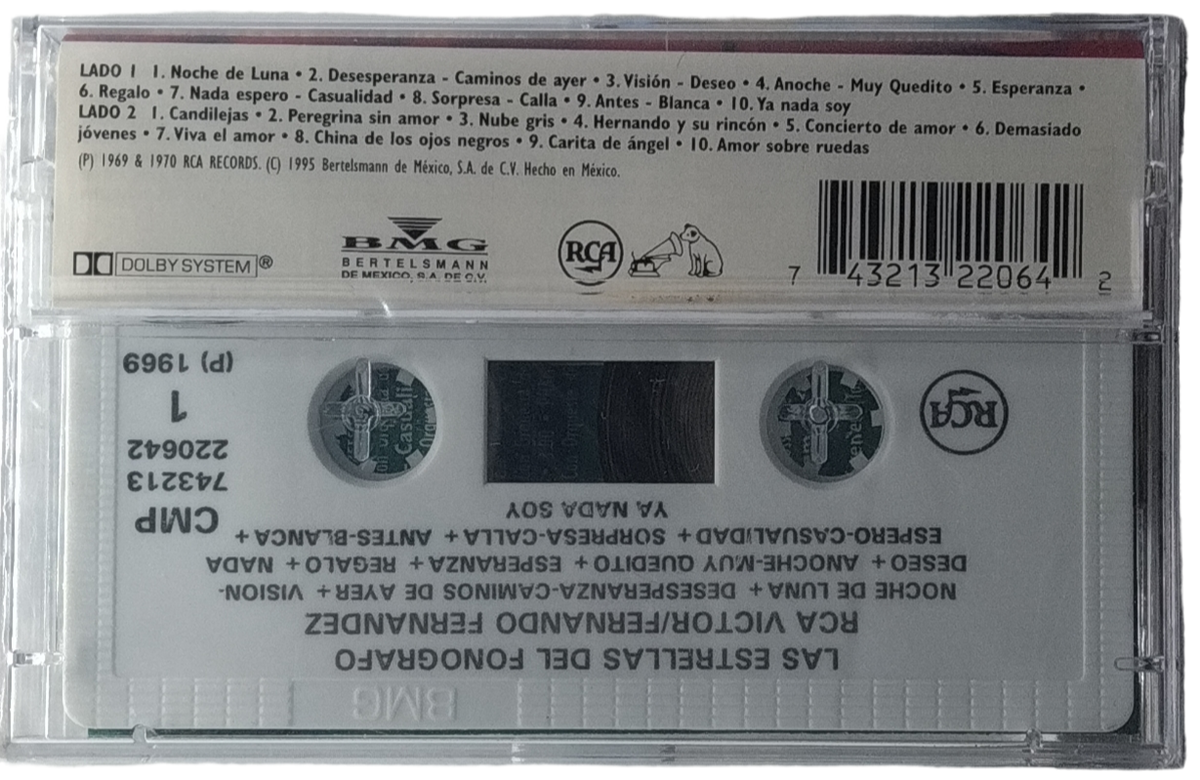 LADO 1 1. Noche de Luna • 2. Desesperanza - Caminos de ayer • 3. Visión - Deseo • 4. Anoche - Muy Quedito • 5. Esperanza •
6. Regalo • 7. Nada espero - Casualidad • 8. Sorpresa - Calla • 9. Antes - Blanca • 10. Ya nada soy
LADO 2 1. Candilejas • 2. Peregrina sin amor • 3. Nube gris • 4. Hernando y su rincón • 5. Concierto de amor • 6. Demasiado
jóvenes • 7. Viva el amor • 8. China de los ojos negros • 9. Carita de ángel • 10. Amor sobre ruedas
(P) 1969 & 1970 RCA RECORDS. (C) 1995 Bertelsmann de México, S.A. de C.V. Hecho en México.
DOLBY SYSTEM®
BMG
BERTELSMANN
DE MEXICO, S.A. DE C.V.
RCA
7 43213 22064 2
BMG
LAS ESTRELLAS DEL FONOGRAFO
RCA VICTOR/FERNANDO FERNANDEZ
NOCHE DE LUNA + DESESPERANZA-CAMINOS DE AYER + VISION-
DESEO + ANOCHE-MUY QUEDITO + ESPERANZA + REGALO + NADA
ESPERO-CASUALIDAD + SORPRESA-CALLA + ANTES-BLANCA +
YA NADA SOY
CMP
743213
220642
1
(P) 1969
RCA